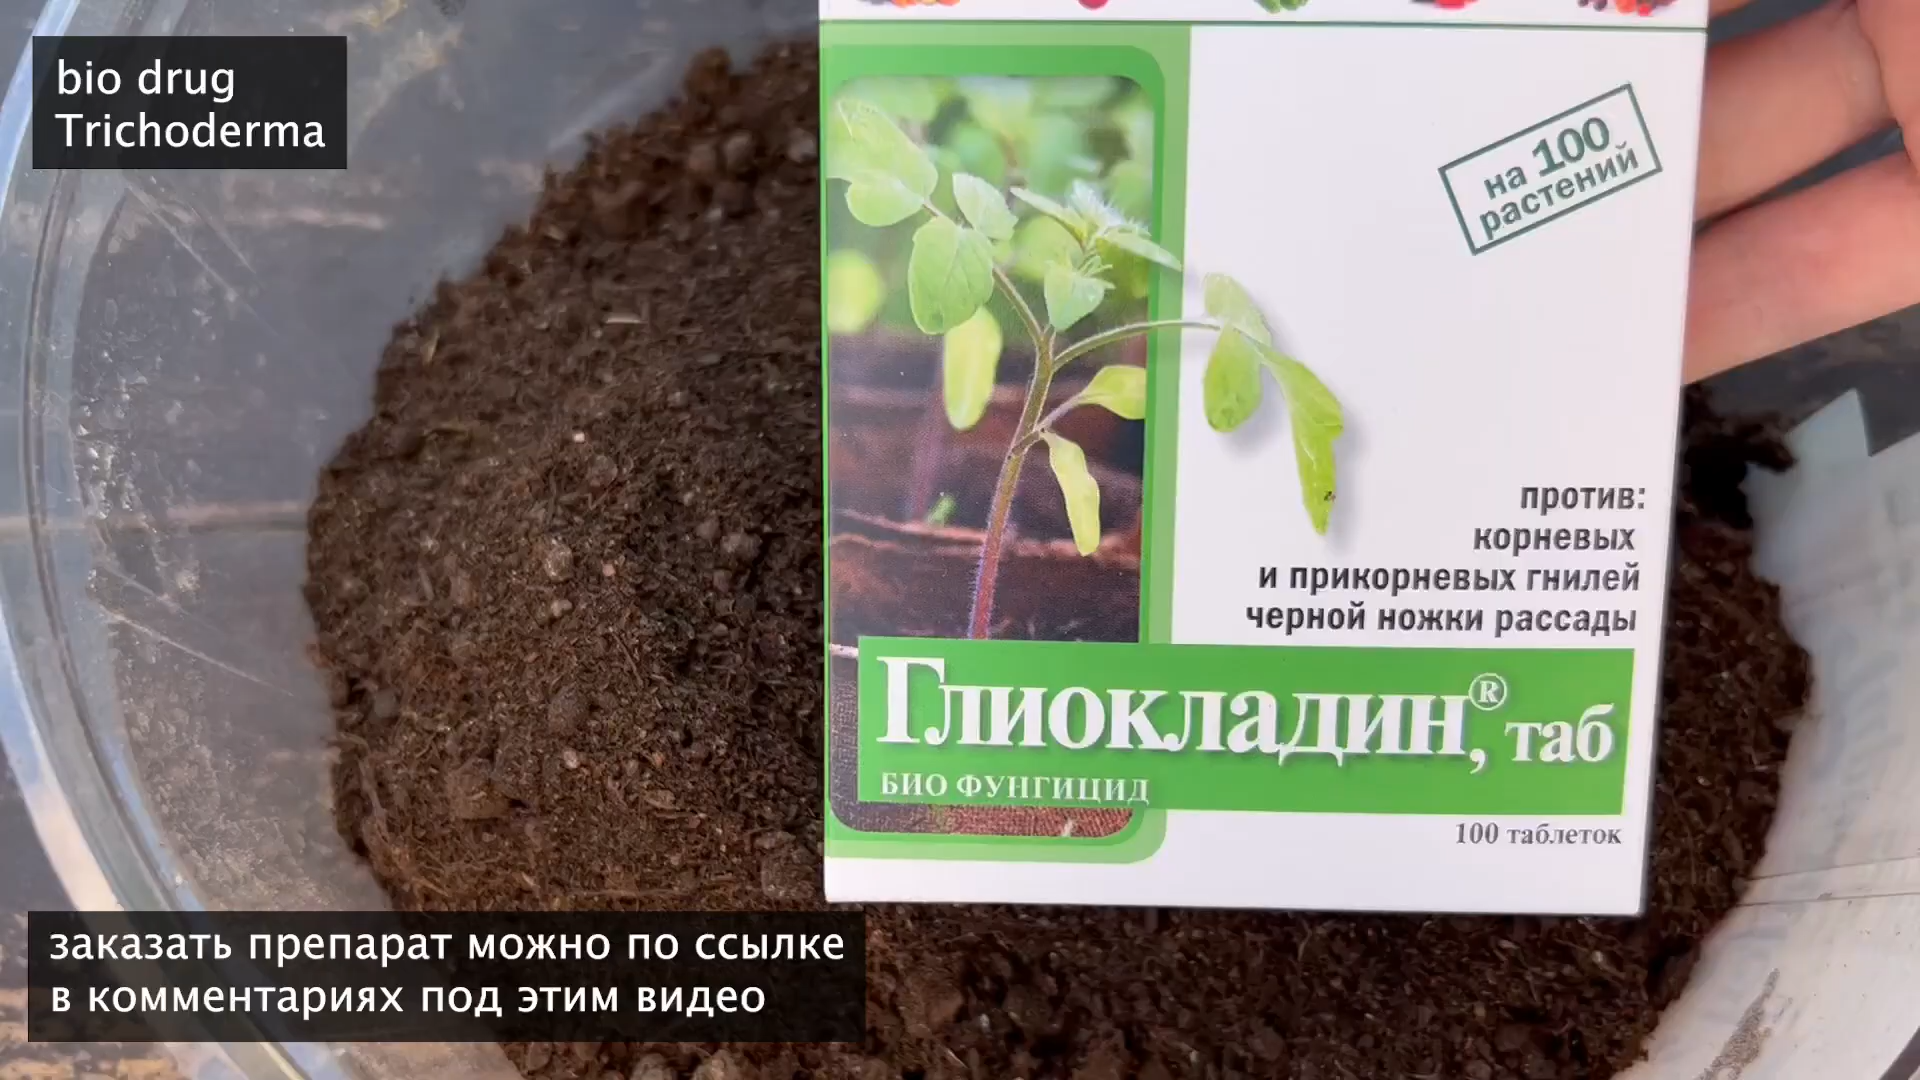 bio drug
Trichoderma
на 100
растений
против:
корневых
и прикорневых гнилей
черной ножки рассады
Глиокладин®, таб
БИО ФУНГИЦИД
100 таблеток
заказать препарат можно по ссылке
в комментариях под этим видео